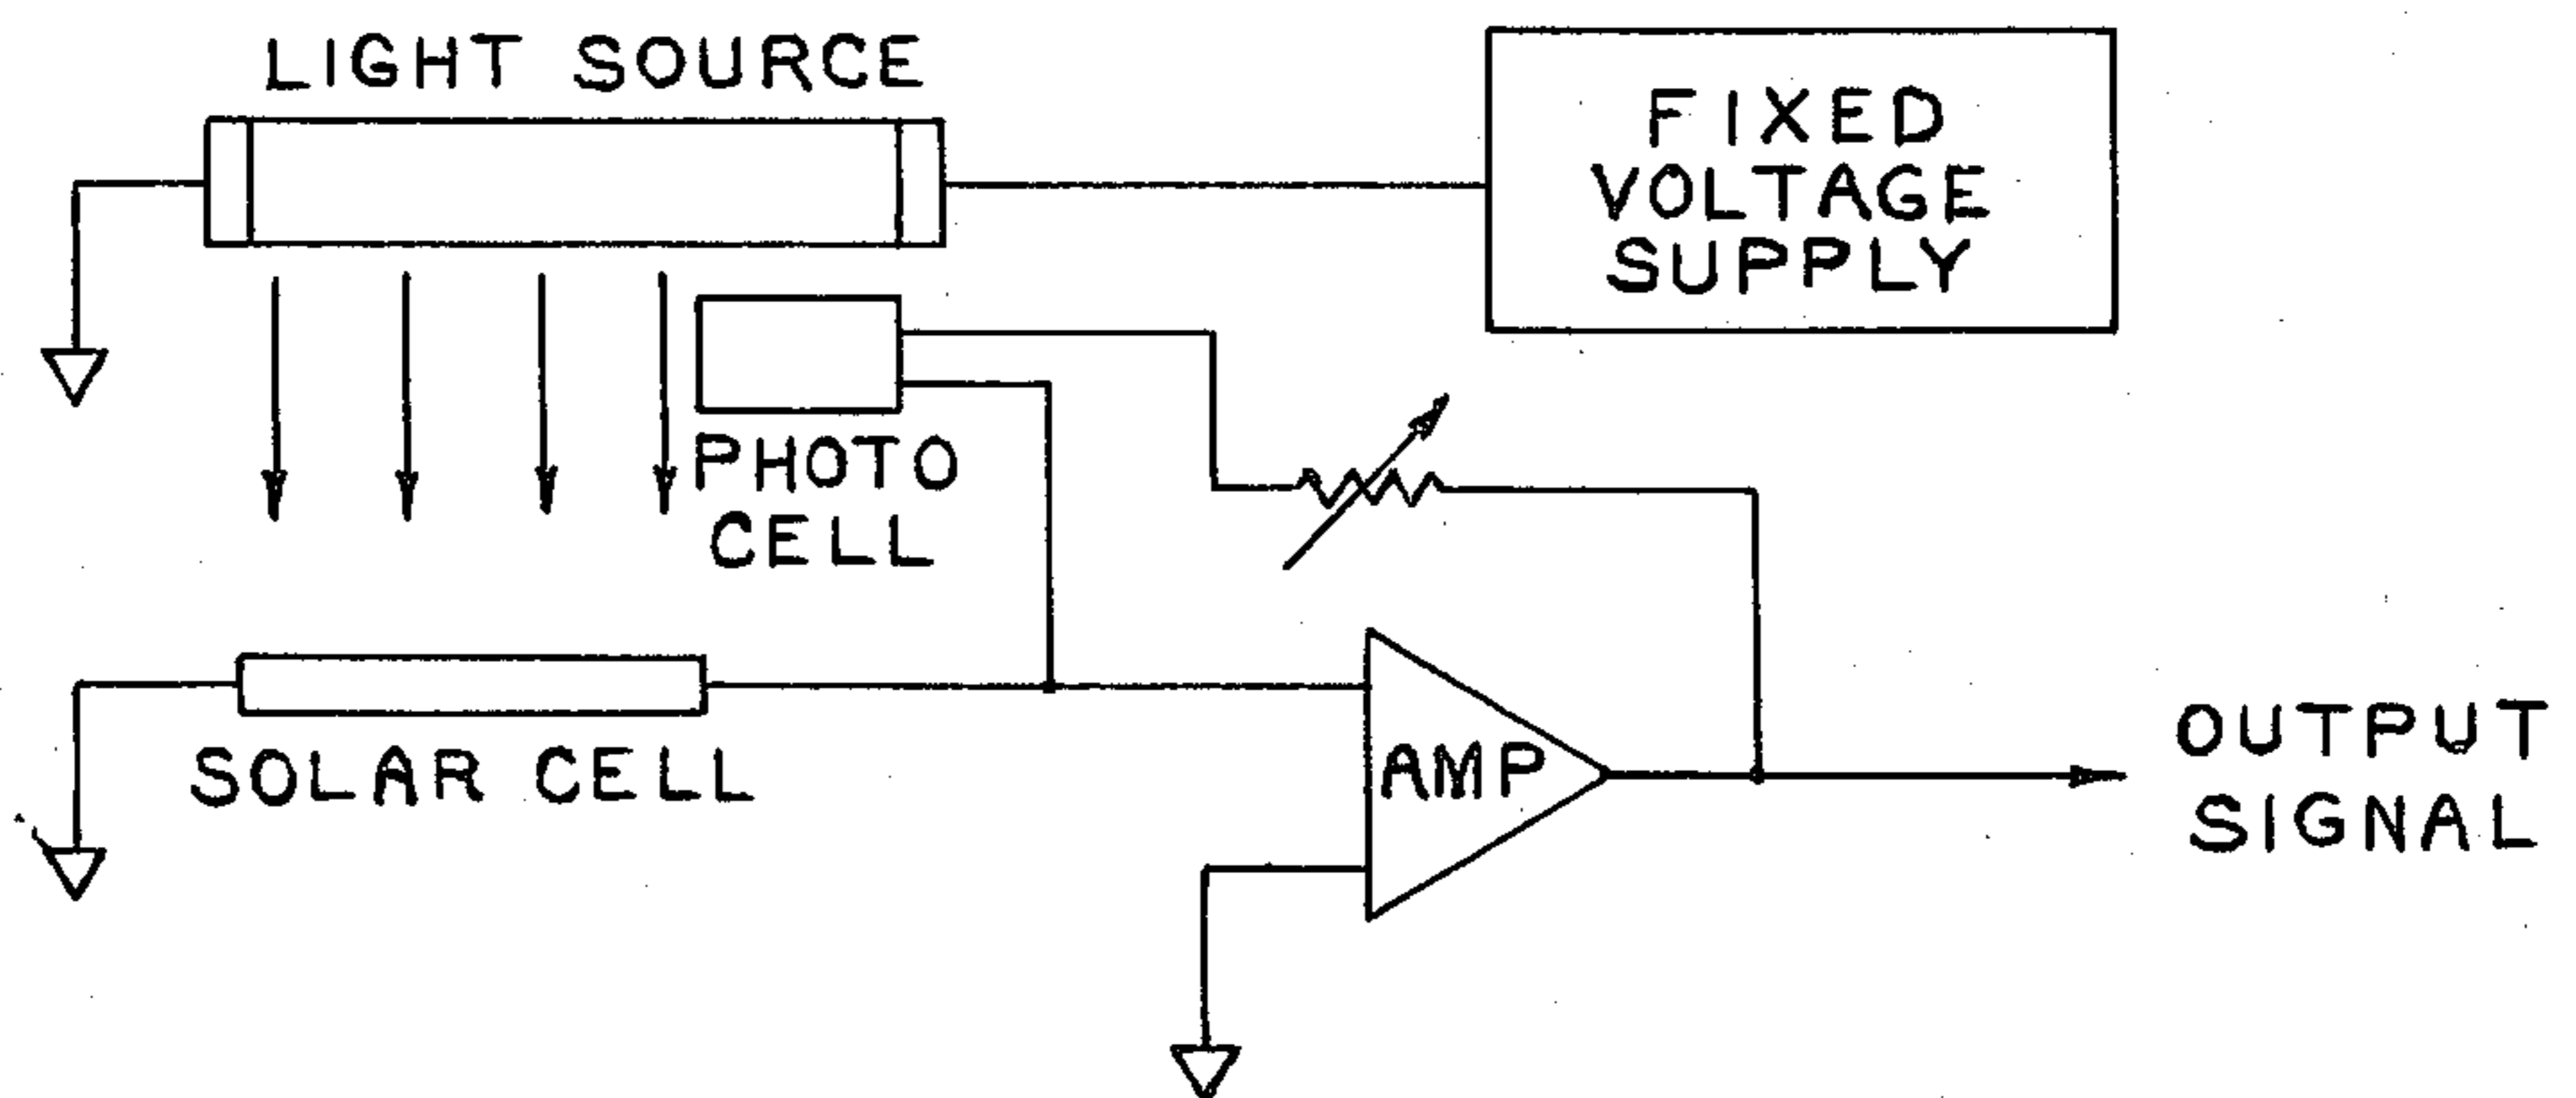 LIGHT SOURCE
FIXED
VOLTAGE
SUPPLY
PHOTO
CELL
SOLAR CELL
AMP
OUTPUT
SIGNAL